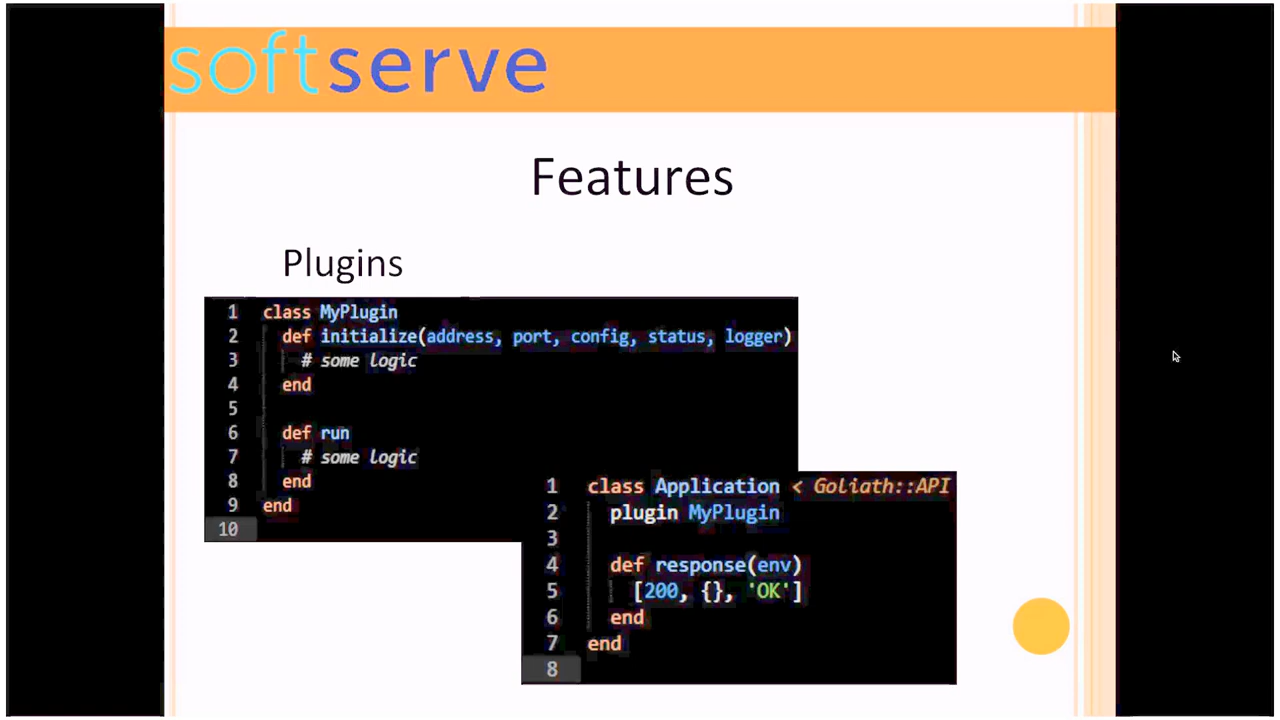 softserve
Features
Plugins
1 class MyPlugin
2 def initialize(address, port, config, status, logger)
3 # some logic
4 end
5
6 def run
7 # some logic
8 end
9 end
10
1 class Application < Goliath::API
2 plugin MyPlugin
3
4 def response(env)
5 [200, {}, 'OK']
6 end
7 end
8